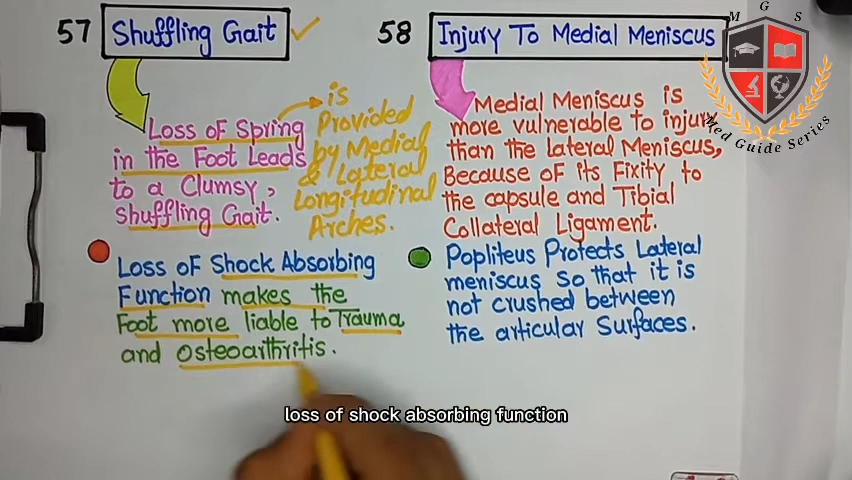 57 Shuffling Gait
Loss of Spring
in the Foot Leads
to a Clumsy,
Shuffling Gait.
is
Provided
by Medial
& Lateral
Longitudinal
Arches.
Loss of Shock Absorbing
Function makes the
Foot more liable to Trauma
and Osteoarthritis.
58 Injury To Medial Meniscus
Medial Meniscus is
more vulnerable to injury
than the lateral Meniscus,
Because of its Fixity to
the capsule and Tibial
Collateral Ligament.
Popliteus Protects Lateral
meniscus so that it is
not crushed between
the articular Surfaces.
M G S
Med Guide Series
loss of shock absorbing function